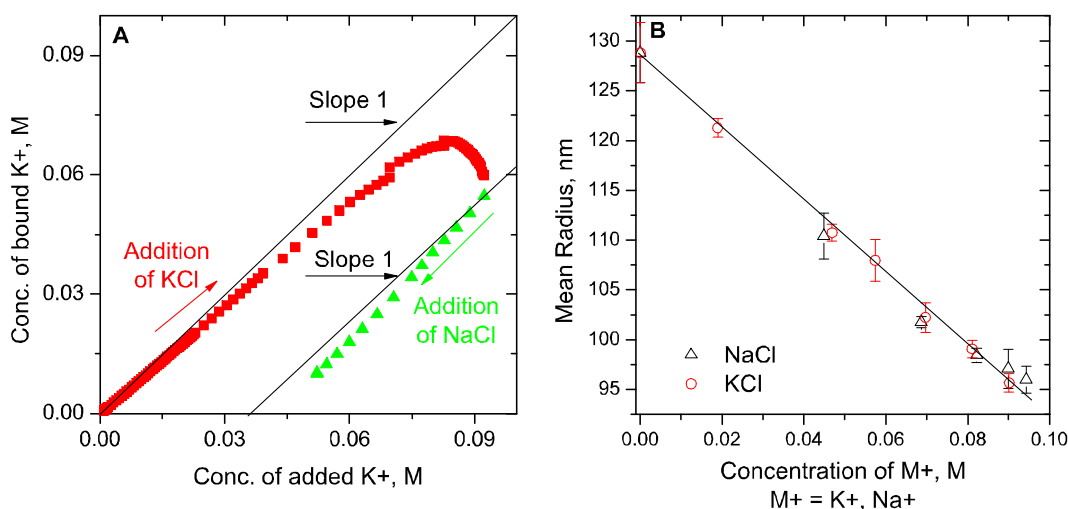 A
0.09
0.06
0.03
0.00
Conc. of bound K+, M
Slope 1
Addition
of KCl
Slope 1
Addition
of NaCl
0.00 0.03 0.06 0.09
Conc. of added K+, M
B
130
125
120
115
110
105
100
95
Mean Radius, nm
NaCl
KCl
0.00 0.02 0.04 0.06 0.08 0.10
Concentration of M+, M
M+ = K+, Na+